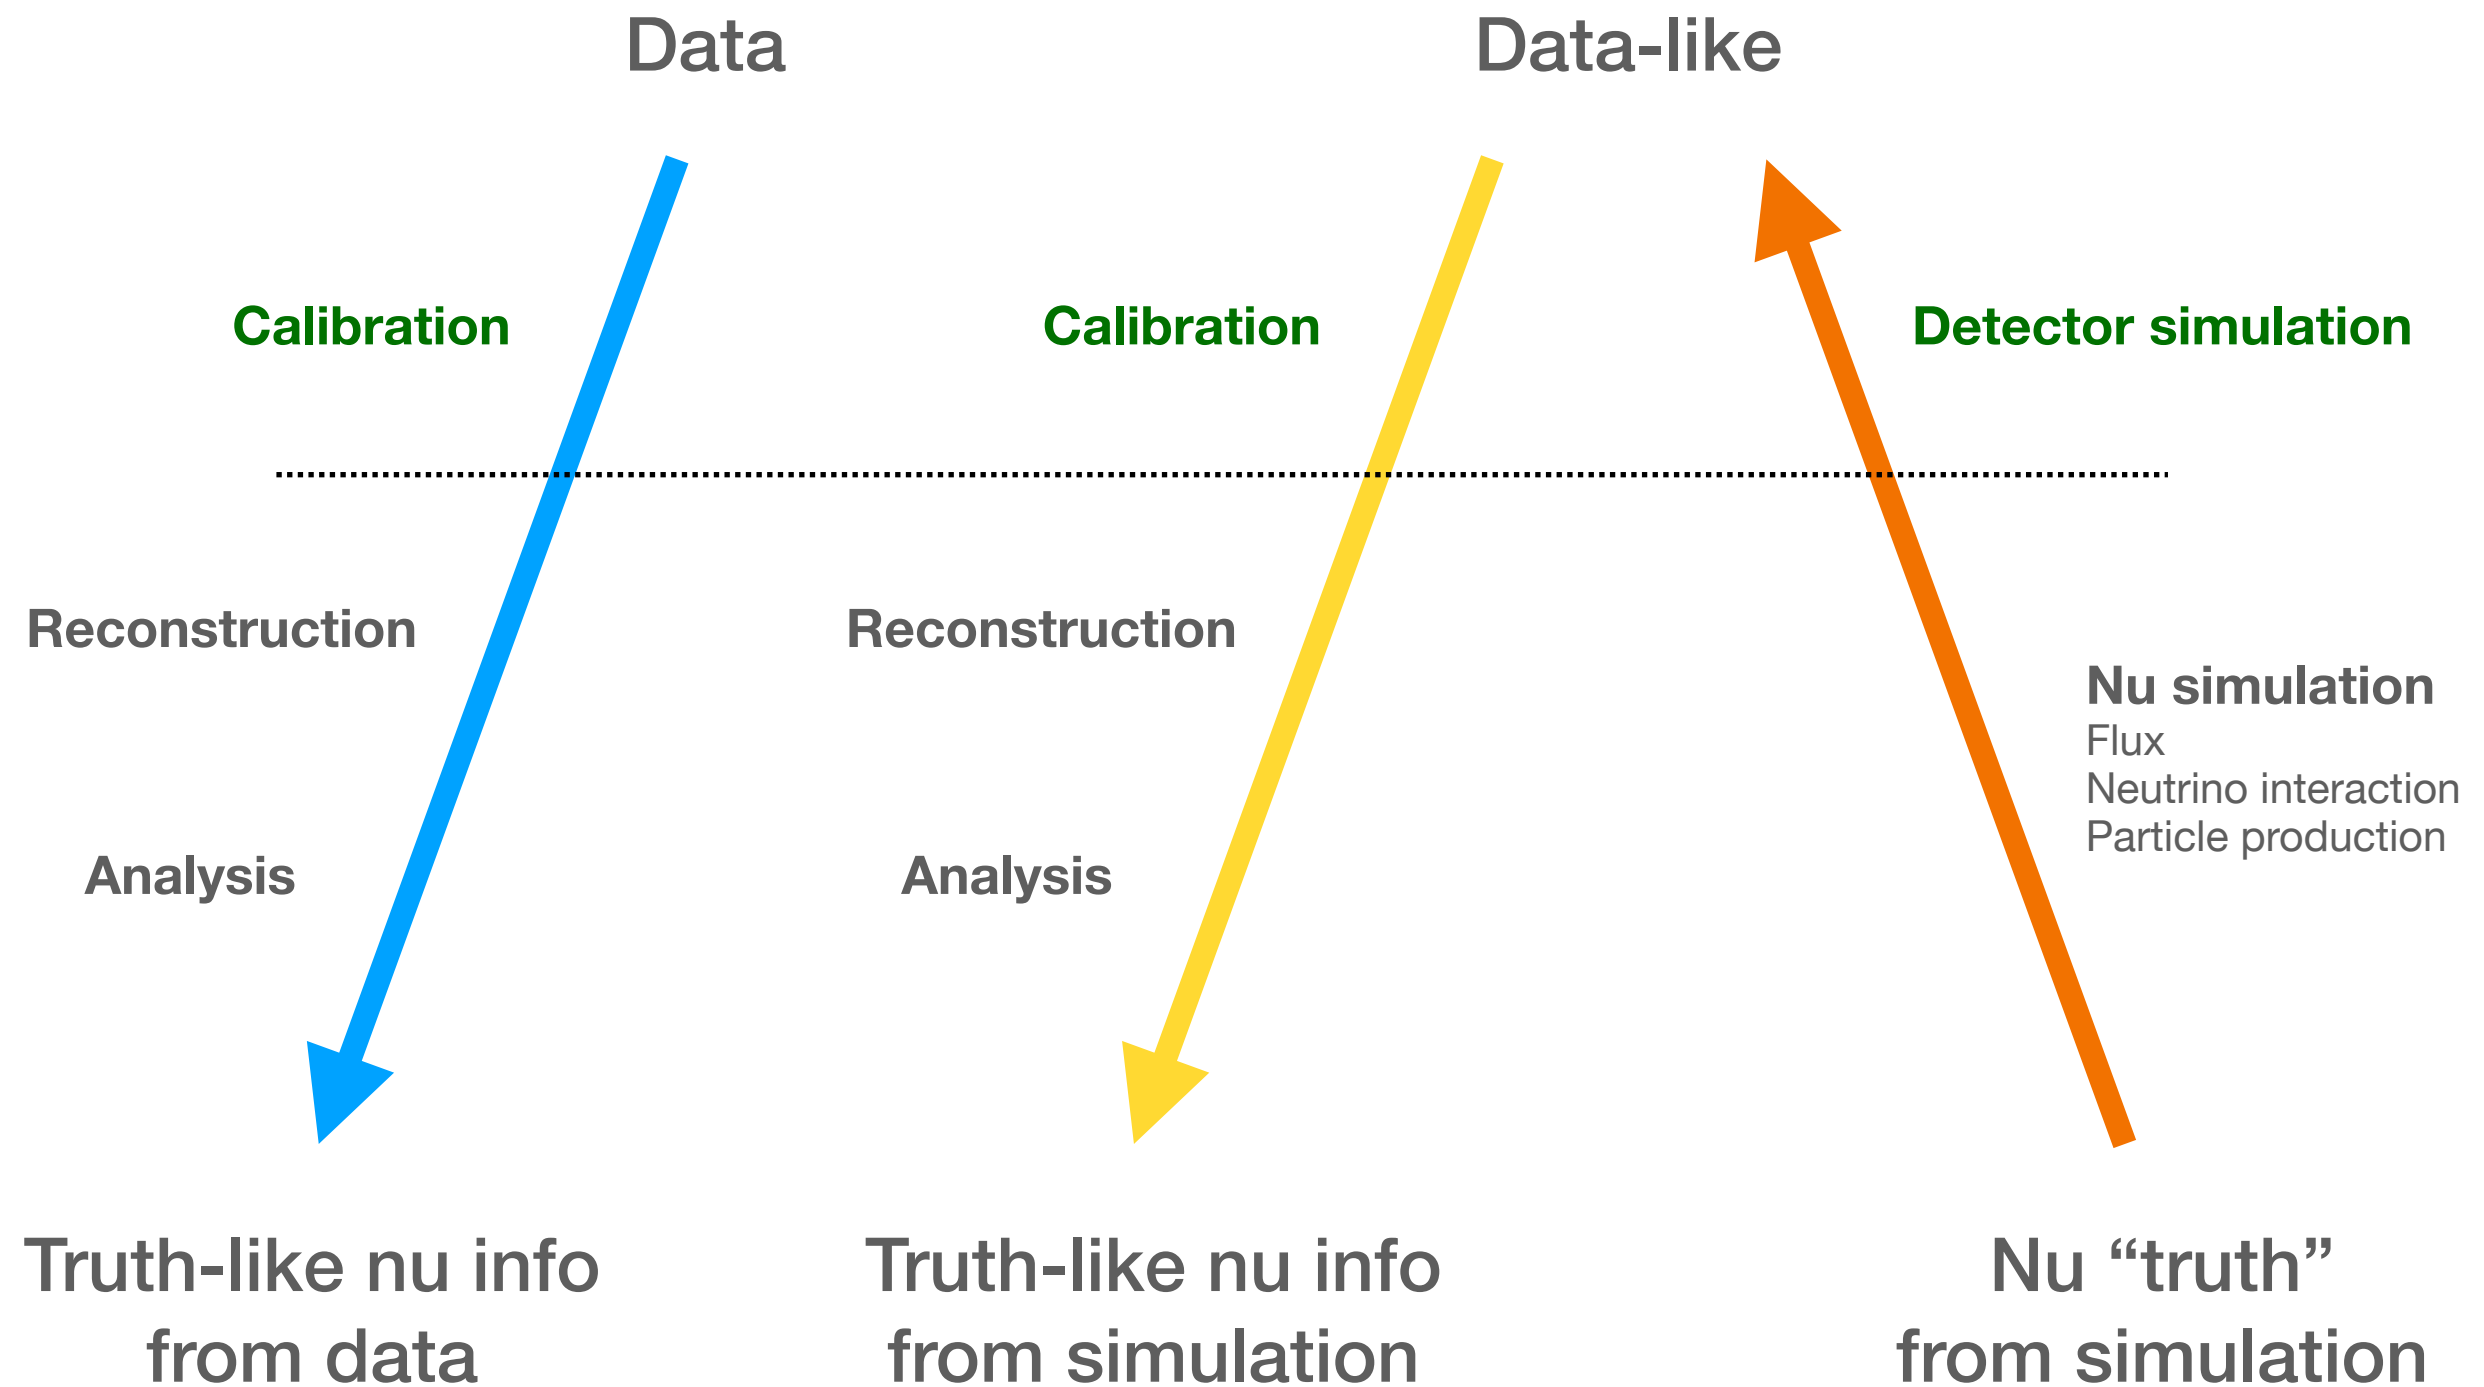 Data
Data-like
Calibration
Calibration
Detector simulation
Reconstruction
Reconstruction
Nu simulation
Flux
Neutrino interaction
Particle production
Analysis
Analysis
Truth-like nu info
from data
Truth-like nu info
from simulation
Nu “truth”
from simulation